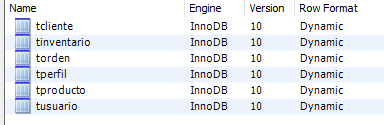 Name Engine Version Row Format
tcliente InnoDB 10 Dynamic
tinventario InnoDB 10 Dynamic
torden InnoDB 10 Dynamic
tperfil InnoDB 10 Dynamic
tproducto InnoDB 10 Dynamic
tusuario InnoDB 10 Dynamic